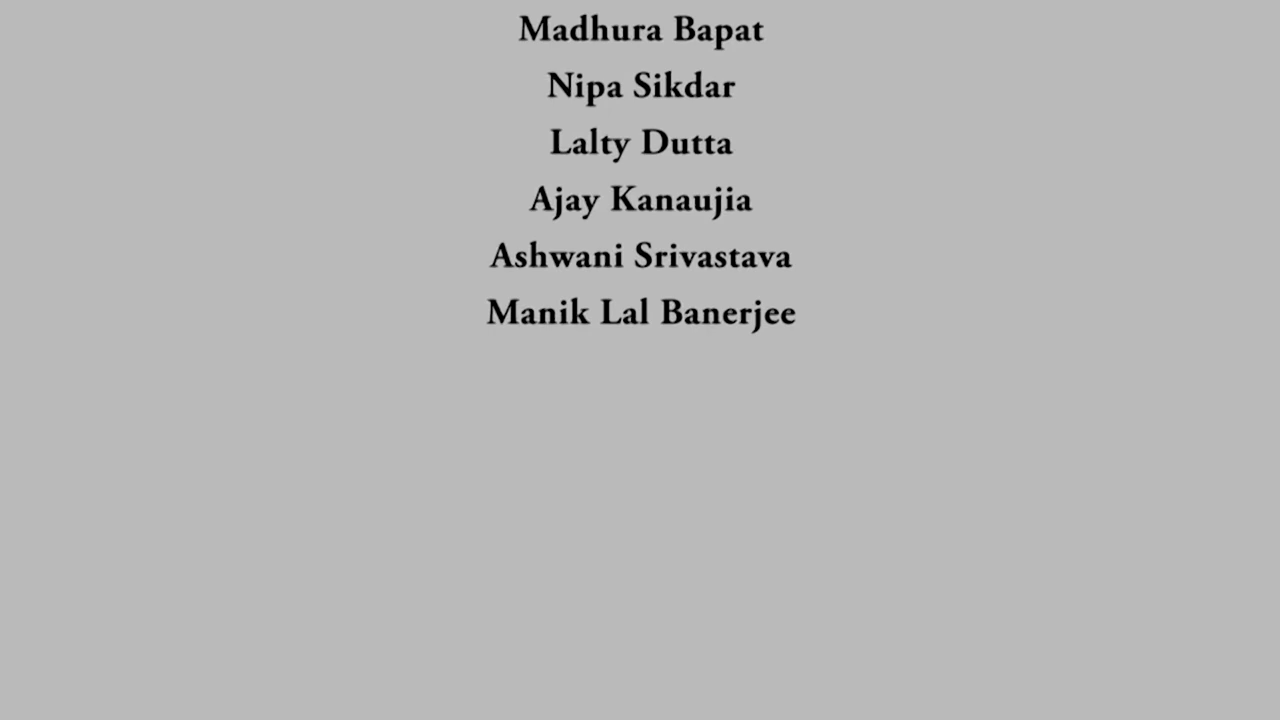 Madhura Bapat
Nipa Sikdar
Lalty Dutta
Ajay Kanaujia
Ashwani Srivastava
Manik Lal Banerjee